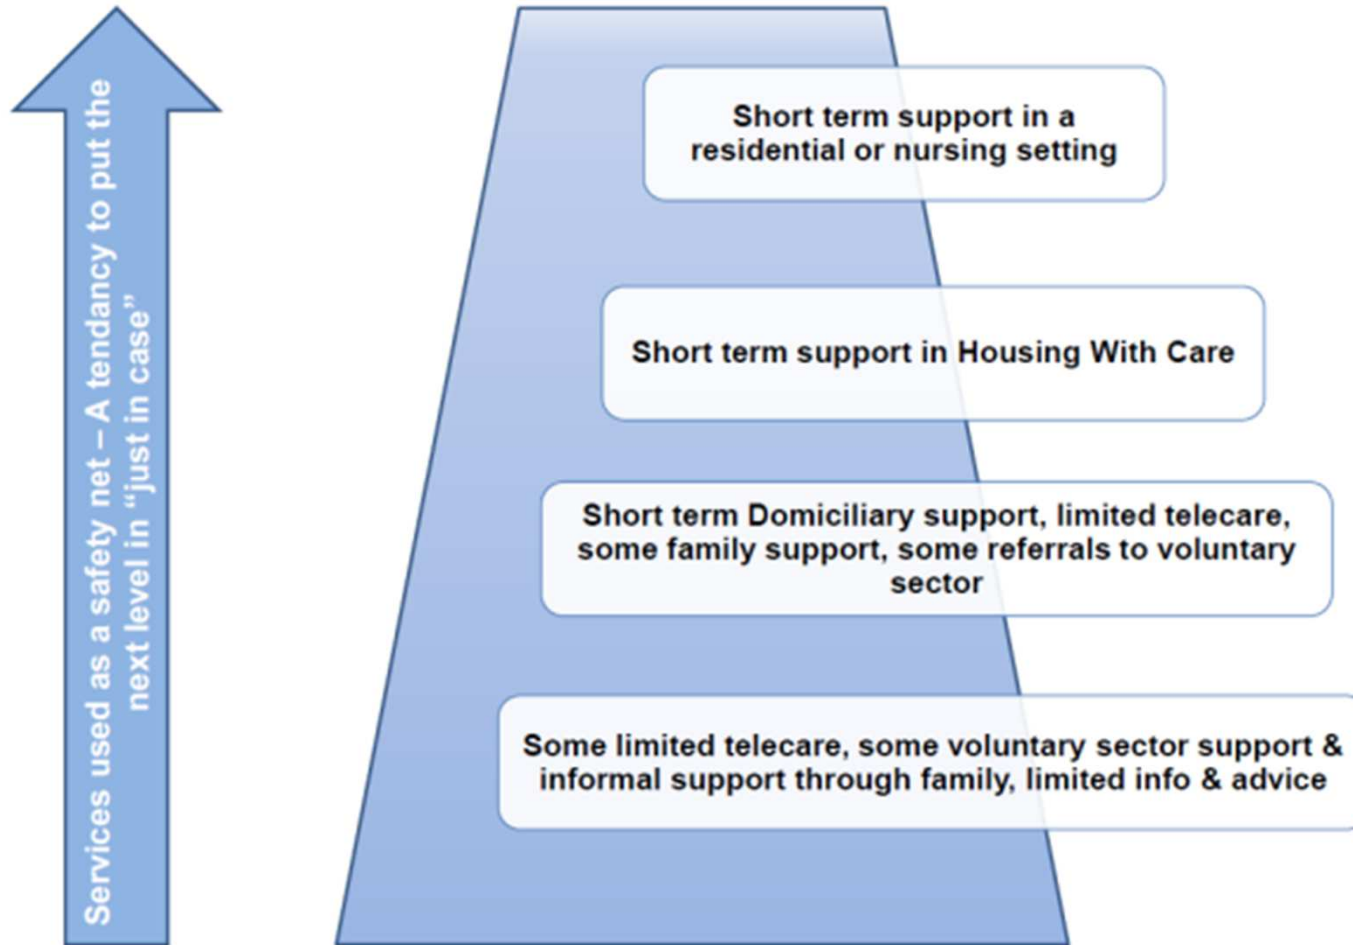 Services used as a safety net – A tendancy to put the
next level in “just in case”
Short term support in a
residential or nursing setting
Short term support in Housing With Care
Short term Domiciliary support, limited telecare,
some family support, some referrals to voluntary
sector
Some limited telecare, some voluntary sector support &
informal support through family, limited info & advice